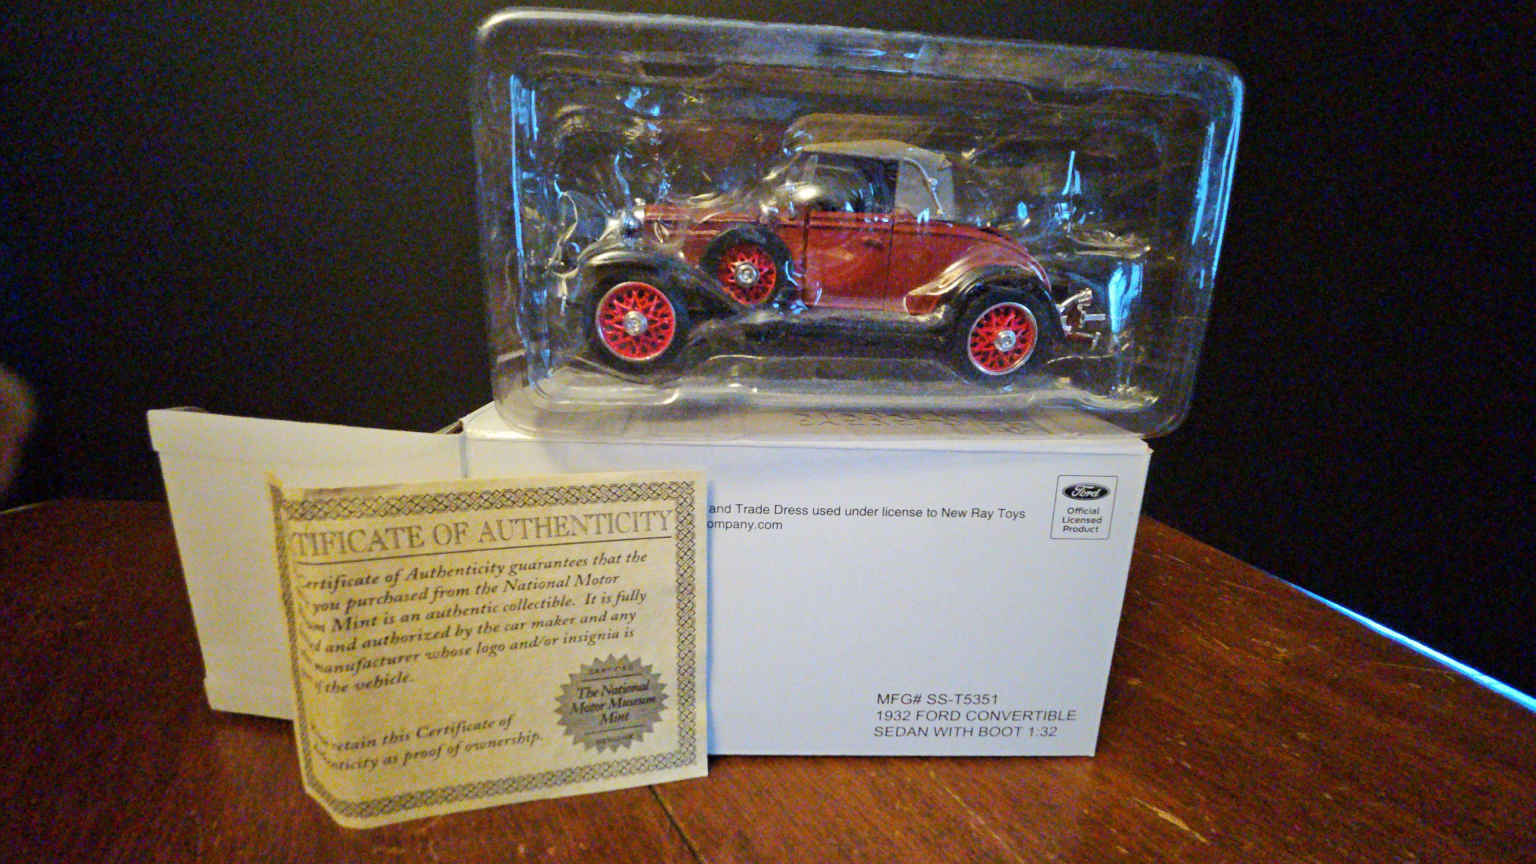 TIFICATE OF AUTHENTICITY
Certificate of Authenticity guarantees that the
you purchased from the National Motor
Mint is an authentic collectible. It is fully
and authorized by the car maker and any
manufacturer whose logo and/or insignia is
the vehicle.
retain this Certificate of
ticity as proof of ownership.
CERTIFIED
The National
Motor Museum
Mint
and Trade Dress used under license to New Ray Toys
ompany.com
Ford
Official
Licensed
Product
MFG# SS-T5351
1932 FORD CONVERTIBLE
SEDAN WITH BOOT 1:32